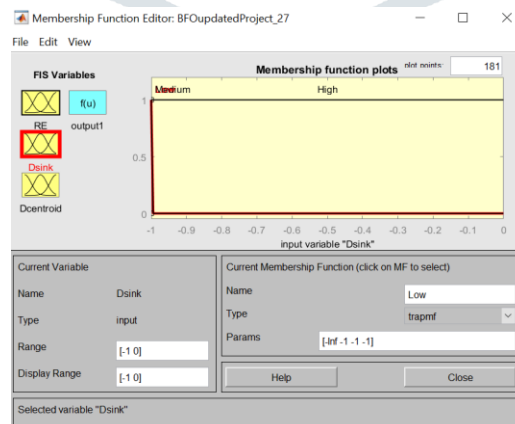 Membership Function Editor: BFOupdatedProject_27
File Edit View
FIS Variables
Membership function plots plot points: 181
RE
f(u)
output1
Dsink
Dcentroid
Medium
High
1
0.5
0
-1 -0.9 -0.8 -0.7 -0.6 -0.5 -0.4 -0.3 -0.2 -0.1 0
input variable "Dsink"
Current Variable
Name Dsink
Type input
Range [-1 0]
Display Range [-1 0]
Current Membership Function (click on MF to select)
Name Low
Type trapmf
Params [-Inf -1 -1 -1]
Help Close
Selected variable "Dsink"